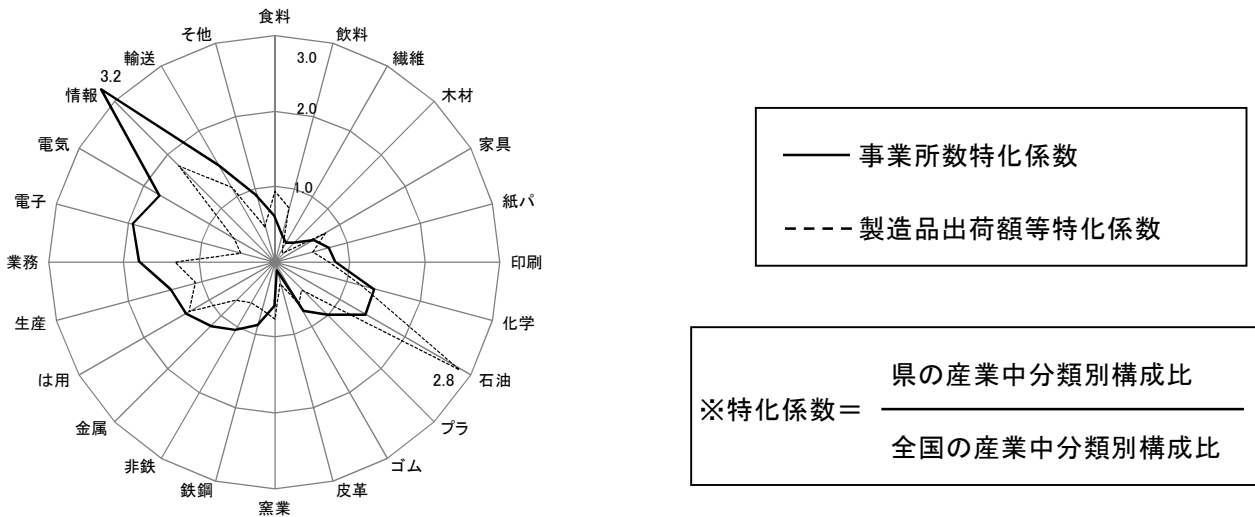 食料
飲料
繊維
木材
家具
紙パ
印刷
化学
石油
プラ
ゴム
皮革
窯業
鉄鋼
非鉄
金属
は用
生産
業務
電子
電気
情報
輸送
その他
3.0
2.0
1.0
3.2
2.8
事業所数特化係数
製造品出荷額等特化係数
県の産業中分類別構成比
※特化係数＝
全国の産業中分類別構成比